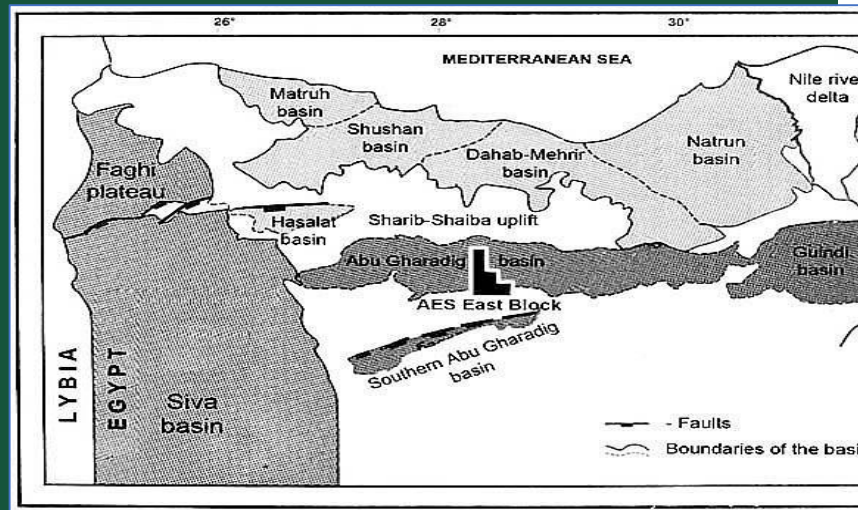 26°
28°
30°
MEDITERRANEAN SEA
Nile rive
delta
Matruh
basin
Shushan
basin
Dahab-Mehrir
basin
Natrun
basin
Faghi
plateau
Hasalat
basin
Sharib-Shaiba uplift
Abu Gharadig basin
Guindi
basin
AES East Block
Southern Abu Gharadig
basin
LYBIA
EGYPT
Siva
basin
- Faults
Boundaries of the basi